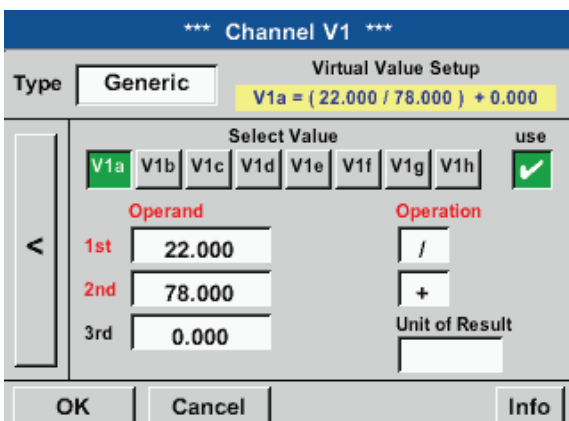 *** Channel V1 ***
Type Generic Virtual Value Setup
V1a = ( 22.000 / 78.000 ) + 0.000
Select Value use
V1a V1b V1c V1d V1e V1f V1g V1h ✔
Operand Operation
< 1st 22.000 /
2nd 78.000 +
3rd 0.000 Unit of Result
OK Cancel Info